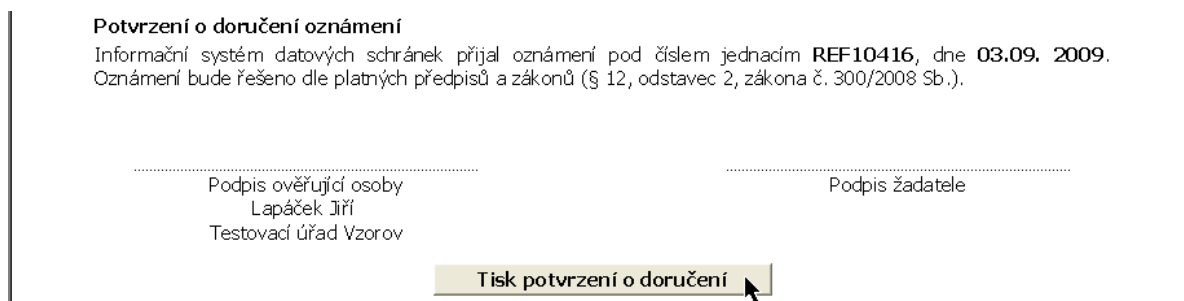 Potvrzení o doručení oznámení
Informační systém datových schránek přijal oznámení pod číslem jednacím REF10416, dne 03.09. 2009.
Oznámení bude řešeno dle platných předpisů a zákonů (§ 12, odstavec 2, zákona č. 300/2008 Sb.).
Podpis ověřující osoby
Podpis žadatele
Lapáček Jiří
Testovací úřad Vzorov
Tisk potvrzení o doručení